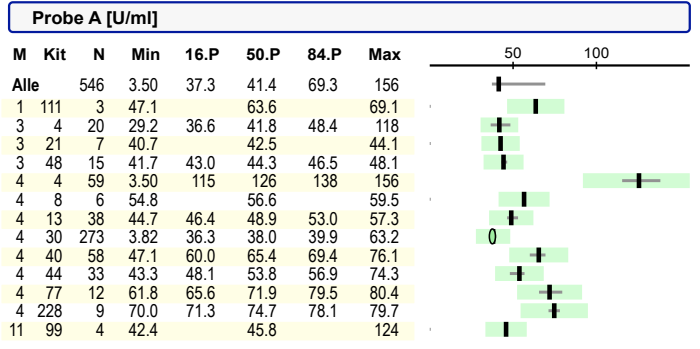 Probe A [U/ml]
M Kit N Min 16.P 50.P 84.P Max 50 100
Alle 546 3.50 37.3 41.4 69.3 156
1 111 3 47.1 63.6 69.1
3 4 20 29.2 36.6 41.8 48.4 118
3 21 7 40.7 42.5 44.1
3 48 15 41.7 43.0 44.3 46.5 48.1
4 4 59 3.50 115 126 138 156
4 8 6 54.8 56.6 59.5
4 13 38 44.7 46.4 48.9 53.0 57.3
4 30 273 3.82 36.3 38.0 39.9 63.2
4 40 58 47.1 60.0 65.4 69.4 76.1
4 44 33 43.3 48.1 53.8 56.9 74.3
4 77 12 61.8 65.6 71.9 79.5 80.4
4 228 9 70.0 71.3 74.7 78.1 79.7
11 99 4 42.4 45.8 124